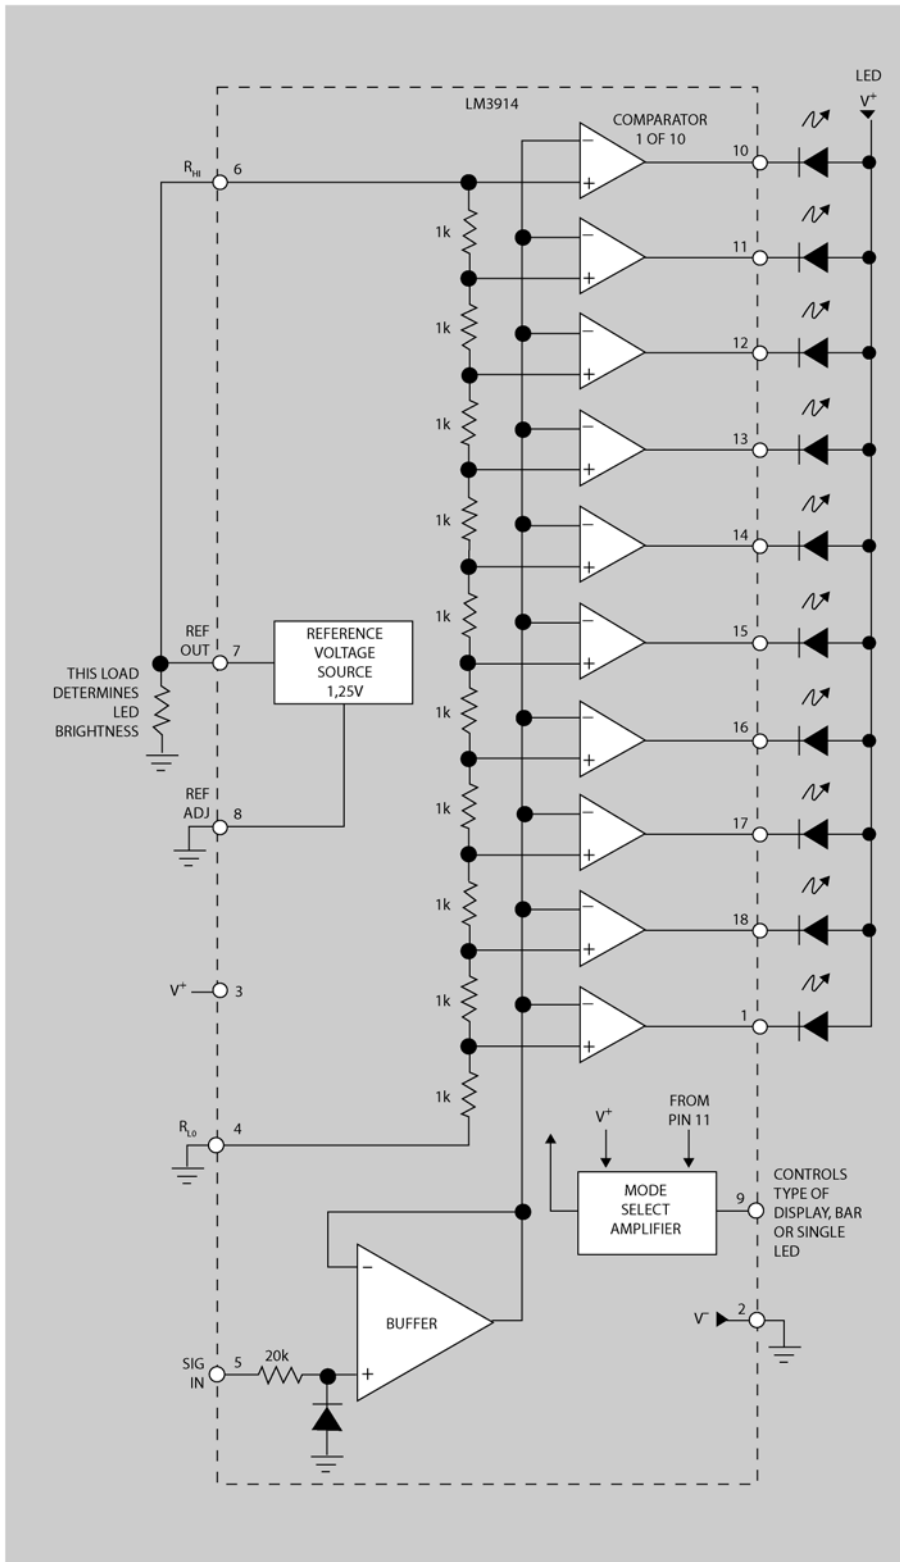 LED
V+
LM3914
COMPARATOR
1 OF 10
10
RHI
6
−
+
1k
11
−
+
1k
12
−
+
1k
13
−
+
1k
14
−
+
1k
15
−
+
REF
OUT
7
REFERENCE
VOLTAGE
SOURCE
1,25V
THIS LOAD
DETERMINES
LED
BRIGHTNESS
1k
16
−
+
REF
ADJ
8
1k
17
−
+
1k
18
−
+
V+
3
1k
1
−
+
1k
RLO
4
V+
FROM
PIN 11
MODE
SELECT
AMPLIFIER
9
CONTROLS
TYPE OF
DISPLAY, BAR
OR SINGLE
LED
−
BUFFER
+
V−
2
SIG
IN
5
20k